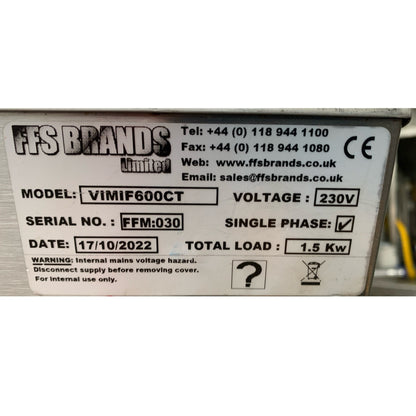 FFS BRANDS
Limited
Tel: +44 (0) 118 944 1100
Fax: +44 (0) 118 944 1080
Web: www.ffsbrands.co.uk
Email: sales@ffsbrands.co.uk
CE
MODEL: ViMiF600CT VOLTAGE: 230V
SERIAL NO.: FFM:030 SINGLE PHASE: ✓
DATE: 17/10/2022 TOTAL LOAD: 1.5 Kw
WARNING: Internal mains voltage hazard.
Disconnect supply before removing cover.
For internal use only.
?